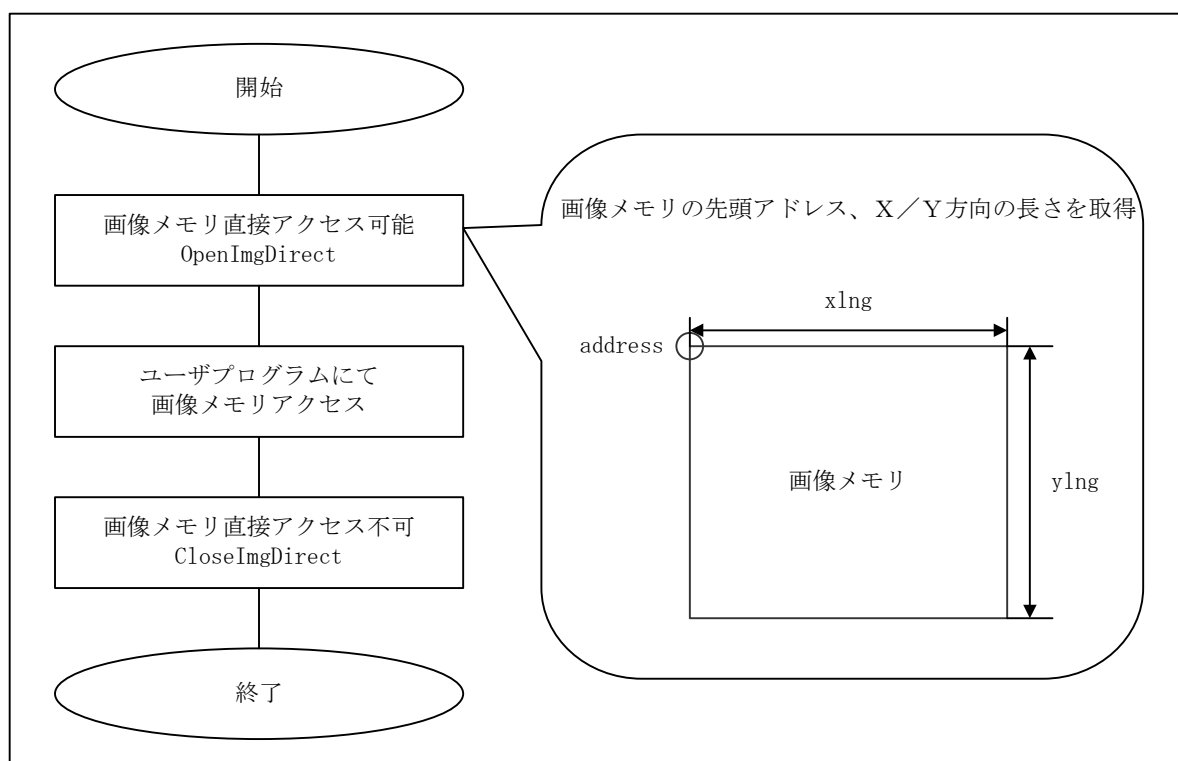 開始
画像メモリ直接アクセス可能
OpenImgDirect
ユーザプログラムにて
画像メモリアクセス
画像メモリ直接アクセス不可
CloseImgDirect
終了
画像メモリの先頭アドレス、X/Y方向の長さを取得
xlng
address
画像メモリ
ylng